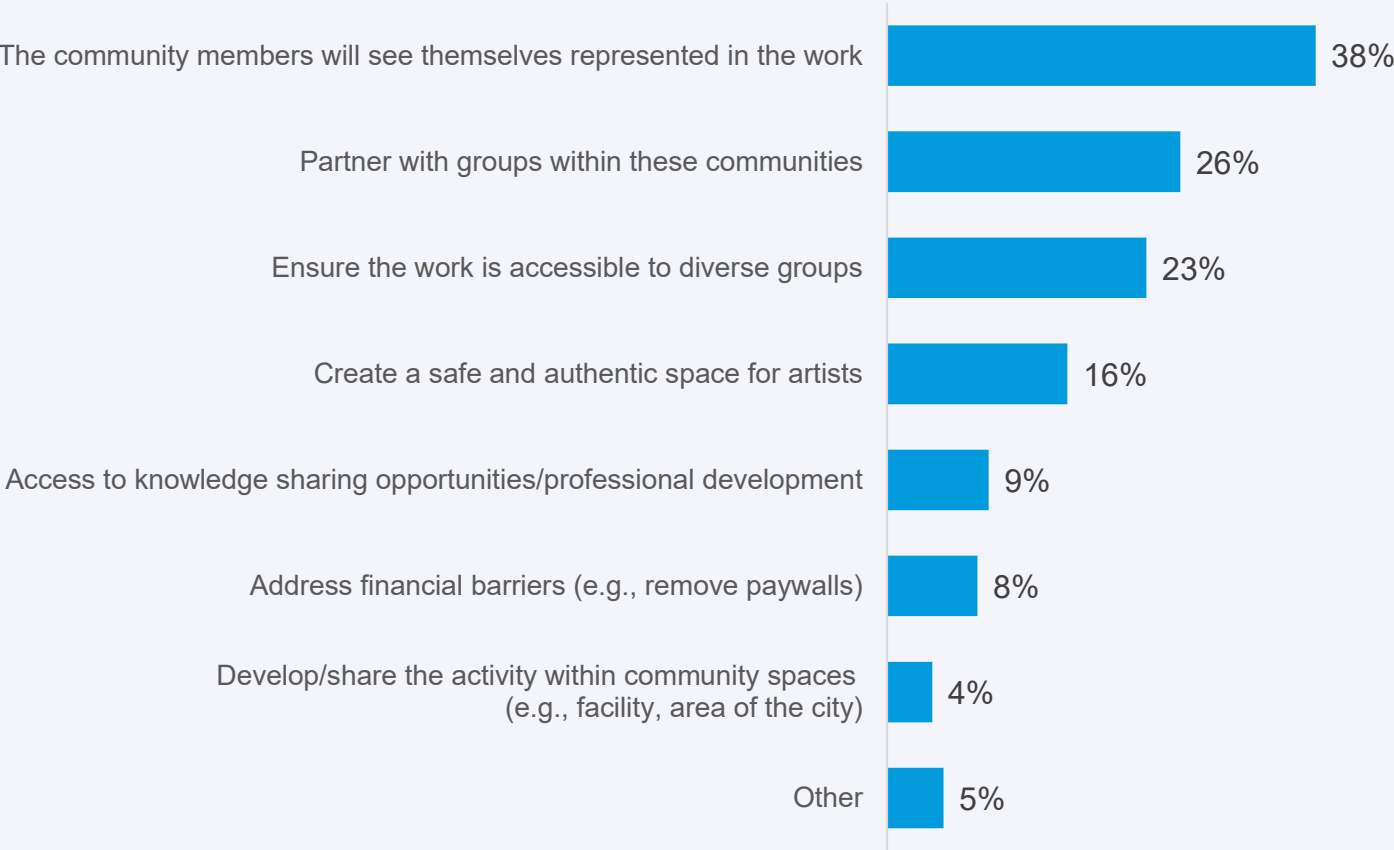 The community members will see themselves represented in the work 38%
Partner with groups within these communities 26%
Ensure the work is accessible to diverse groups 23%
Create a safe and authentic space for artists 16%
Access to knowledge sharing opportunities/professional development 9%
Address financial barriers (e.g., remove paywalls) 8%
Develop/share the activity within community spaces
(e.g., facility, area of the city) 4%
Other 5%